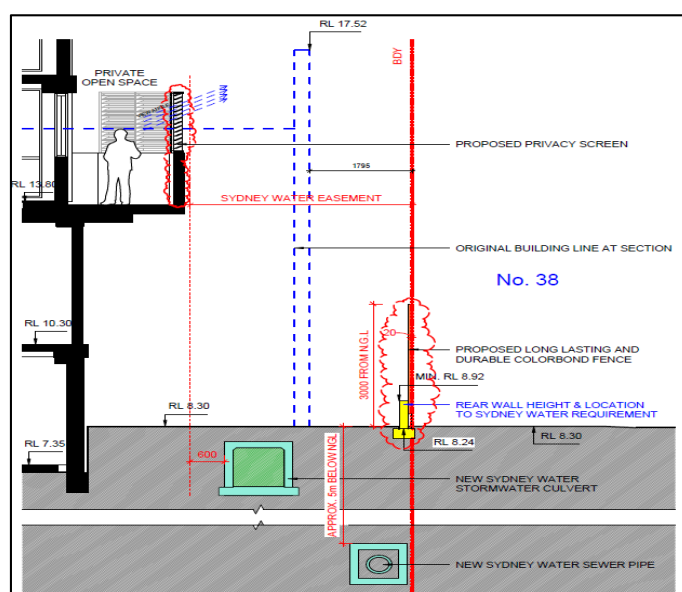 RL 17.52
BDY
PRIVATE
OPEN SPACE
PROPOSED PRIVACY SCREEN
1795
RL 13.80
SYDNEY WATER EASEMENT
ORIGINAL BUILDING LINE AT SECTION
No. 38
RL 10.30
20
3000 FROM N.G.L
PROPOSED LONG LASTING AND
DURABLE COLORBOND FENCE
MIN. RL 8.92
REAR WALL HEIGHT & LOCATION
TO SYDNEY WATER REQUIREMENT
RL 8.30
RL 8.24
RL 8.30
RL 7.35
600
APPROX. 5m BELOW NGL
NEW SYDNEY WATER
STORMWATER CULVERT
NEW SYDNEY WATER SEWER PIPE